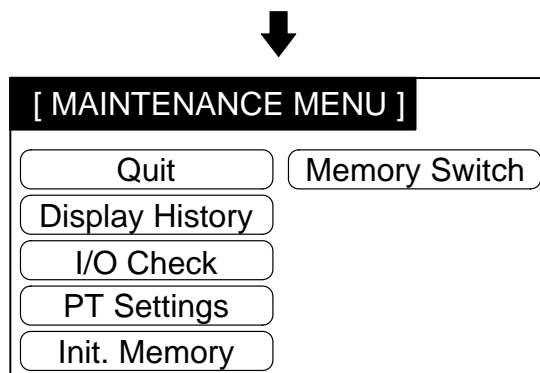 [ MAINTENANCE MENU ]
Quit
Memory Switch
Display History
I/O Check
PT Settings
Init. Memory